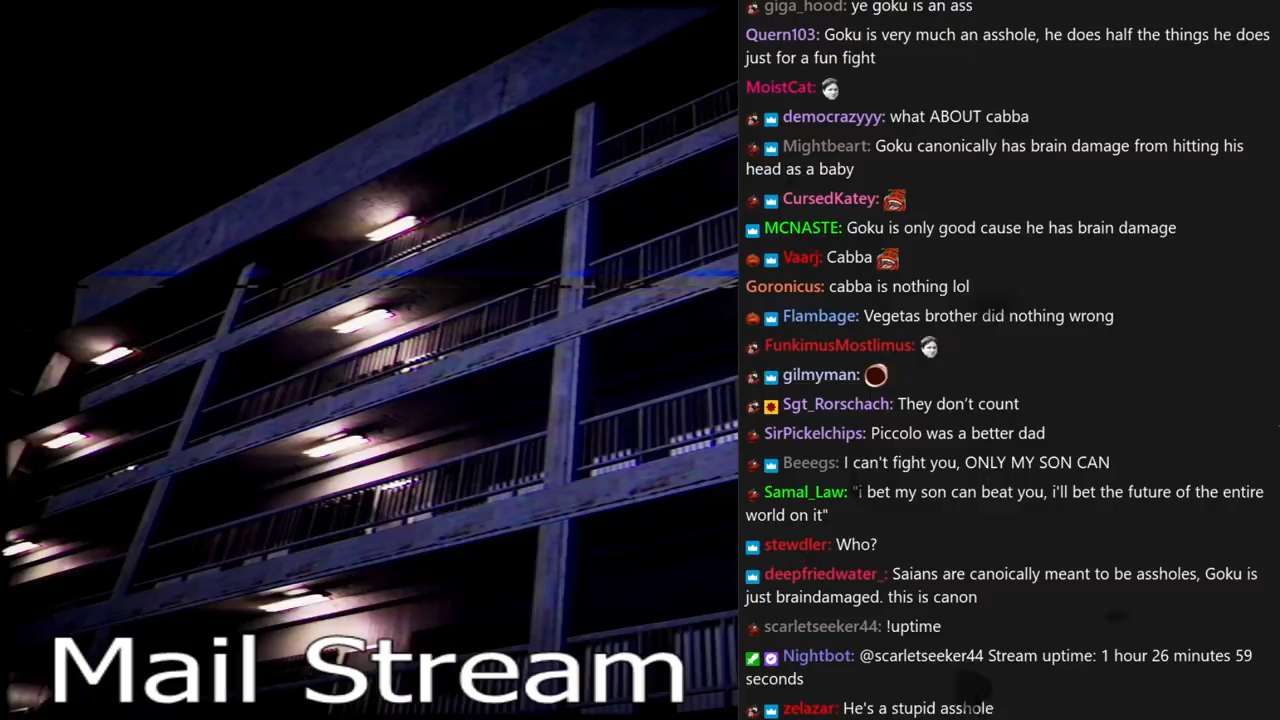 giga_hood: ye goku is an ass
Quern103: Goku is very much an asshole, he does half the things he does
just for a fun fight
MoistCat:
democrazyyy: what ABOUT cabba
Mightbeart: Goku canonically has brain damage from hitting his
head as a baby
CursedKatey:
MCNASTE: Goku is only good cause he has brain damage
Vaarj: Cabba
Goronicus: cabba is nothing lol
Flambage: Vegetas brother did nothing wrong
FunkimusMostlimus:
gilmyman:
Sgt_Rorschach: They don’t count
SirPickelchips: Piccolo was a better dad
Beeegs: I can't fight you, ONLY MY SON CAN
Samal_Law: "i bet my son can beat you, i'll bet the future of the entire
world on it"
stewdler: Who?
deepfriedwater_: Saians are canoically meant to be assholes, Goku is
just braindamaged. this is canon
scarletseeker44: !uptime
Nightbot: @scarletseeker44 Stream uptime: 1 hour 26 minutes 59
seconds
zelazar: He's a stupid asshole
Mail Stream